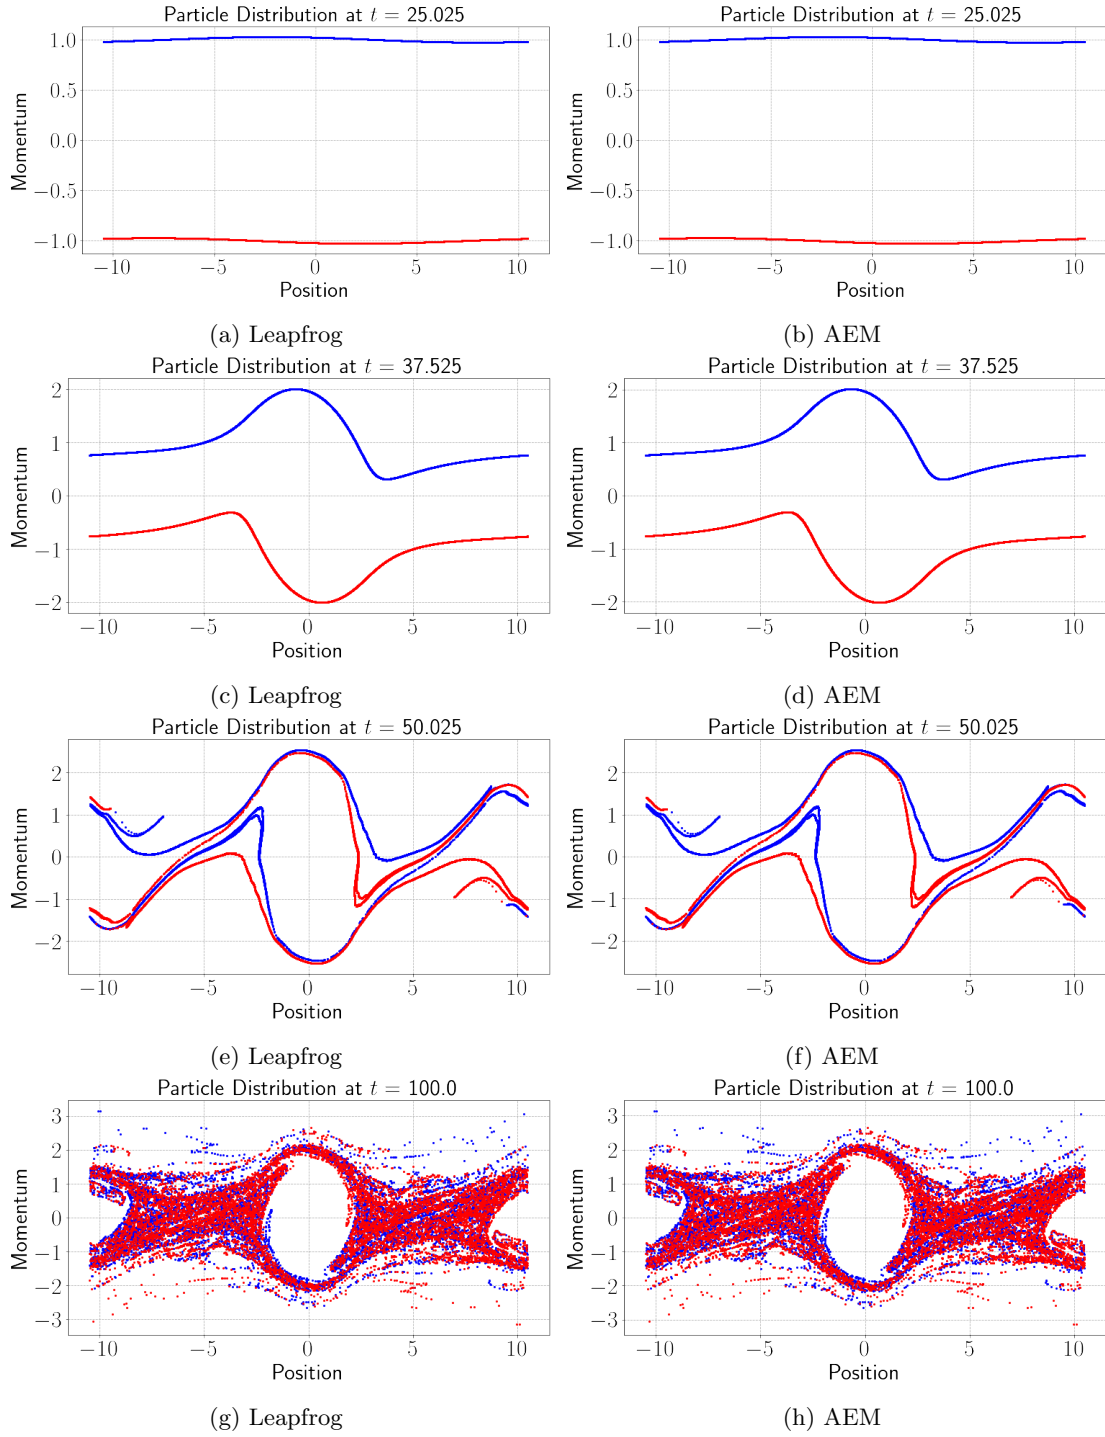 Particle Distribution at t = 25.025
Momentum
1.0
0.5
0.0
−0.5
−1.0
−10 −5 0 5 10
Position
(a) Leapfrog
Particle Distribution at t = 25.025
Momentum
1.0
0.5
0.0
−0.5
−1.0
−10 −5 0 5 10
Position
(b) AEM
Particle Distribution at t = 37.525
Momentum
2
1
0
−1
−2
−10 −5 0 5 10
Position
(c) Leapfrog
Particle Distribution at t = 37.525
Momentum
2
1
0
−1
−2
−10 −5 0 5 10
Position
(d) AEM
Particle Distribution at t = 50.025
Momentum
2
1
0
−1
−2
−10 −5 0 5 10
Position
(e) Leapfrog
Particle Distribution at t = 50.025
Momentum
2
1
0
−1
−2
−10 −5 0 5 10
Position
(f) AEM
Particle Distribution at t = 100.0
Momentum
3
2
1
0
−1
−2
−3
−10 −5 0 5 10
Position
(g) Leapfrog
Particle Distribution at t = 100.0
Momentum
3
2
1
0
−1
−2
−3
−10 −5 0 5 10
Position
(h) AEM